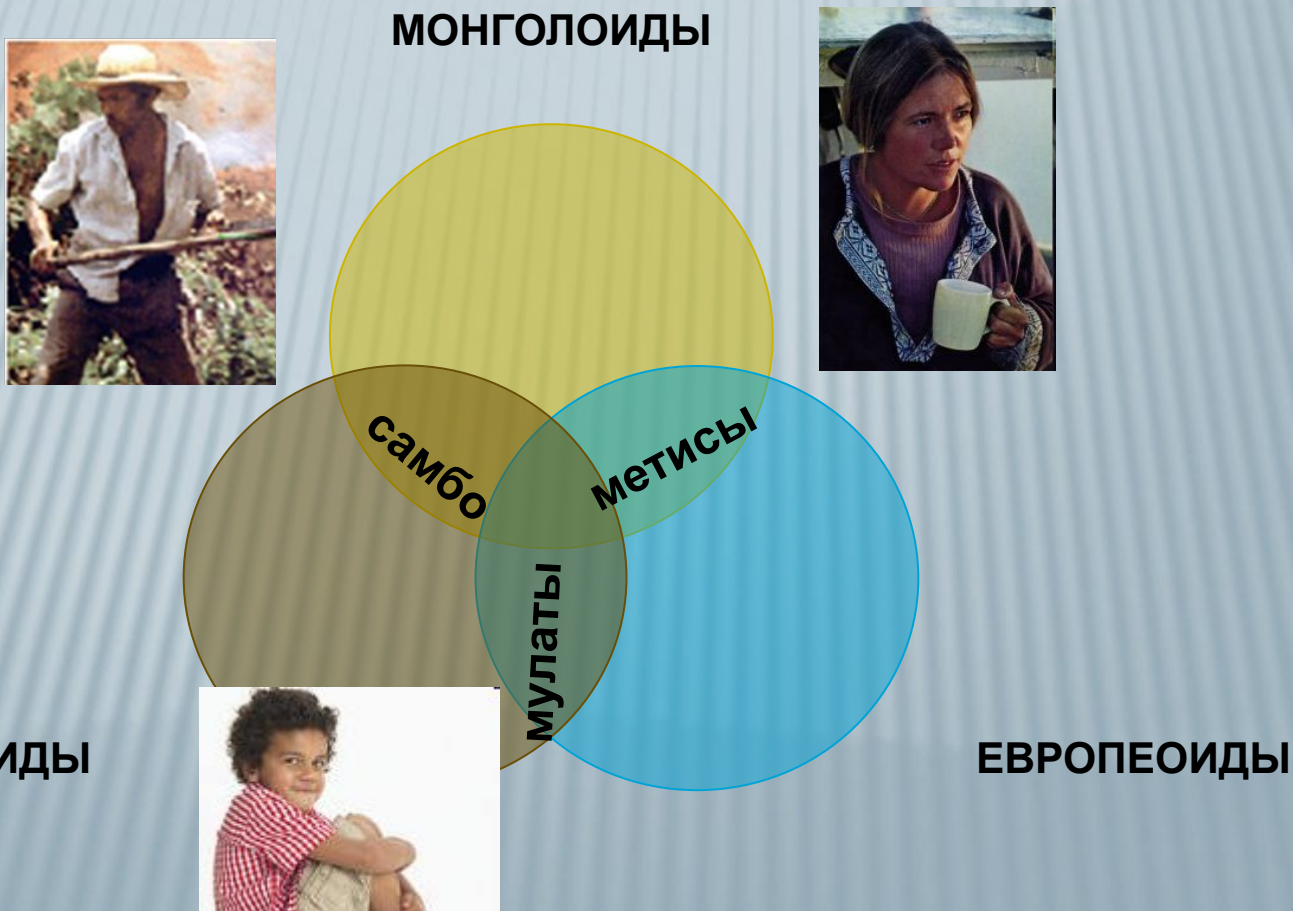 МОНГОЛОИДЫ
самбо
метисы
мулаты
ИДЫ
ЕВРОПЕОИДЫ